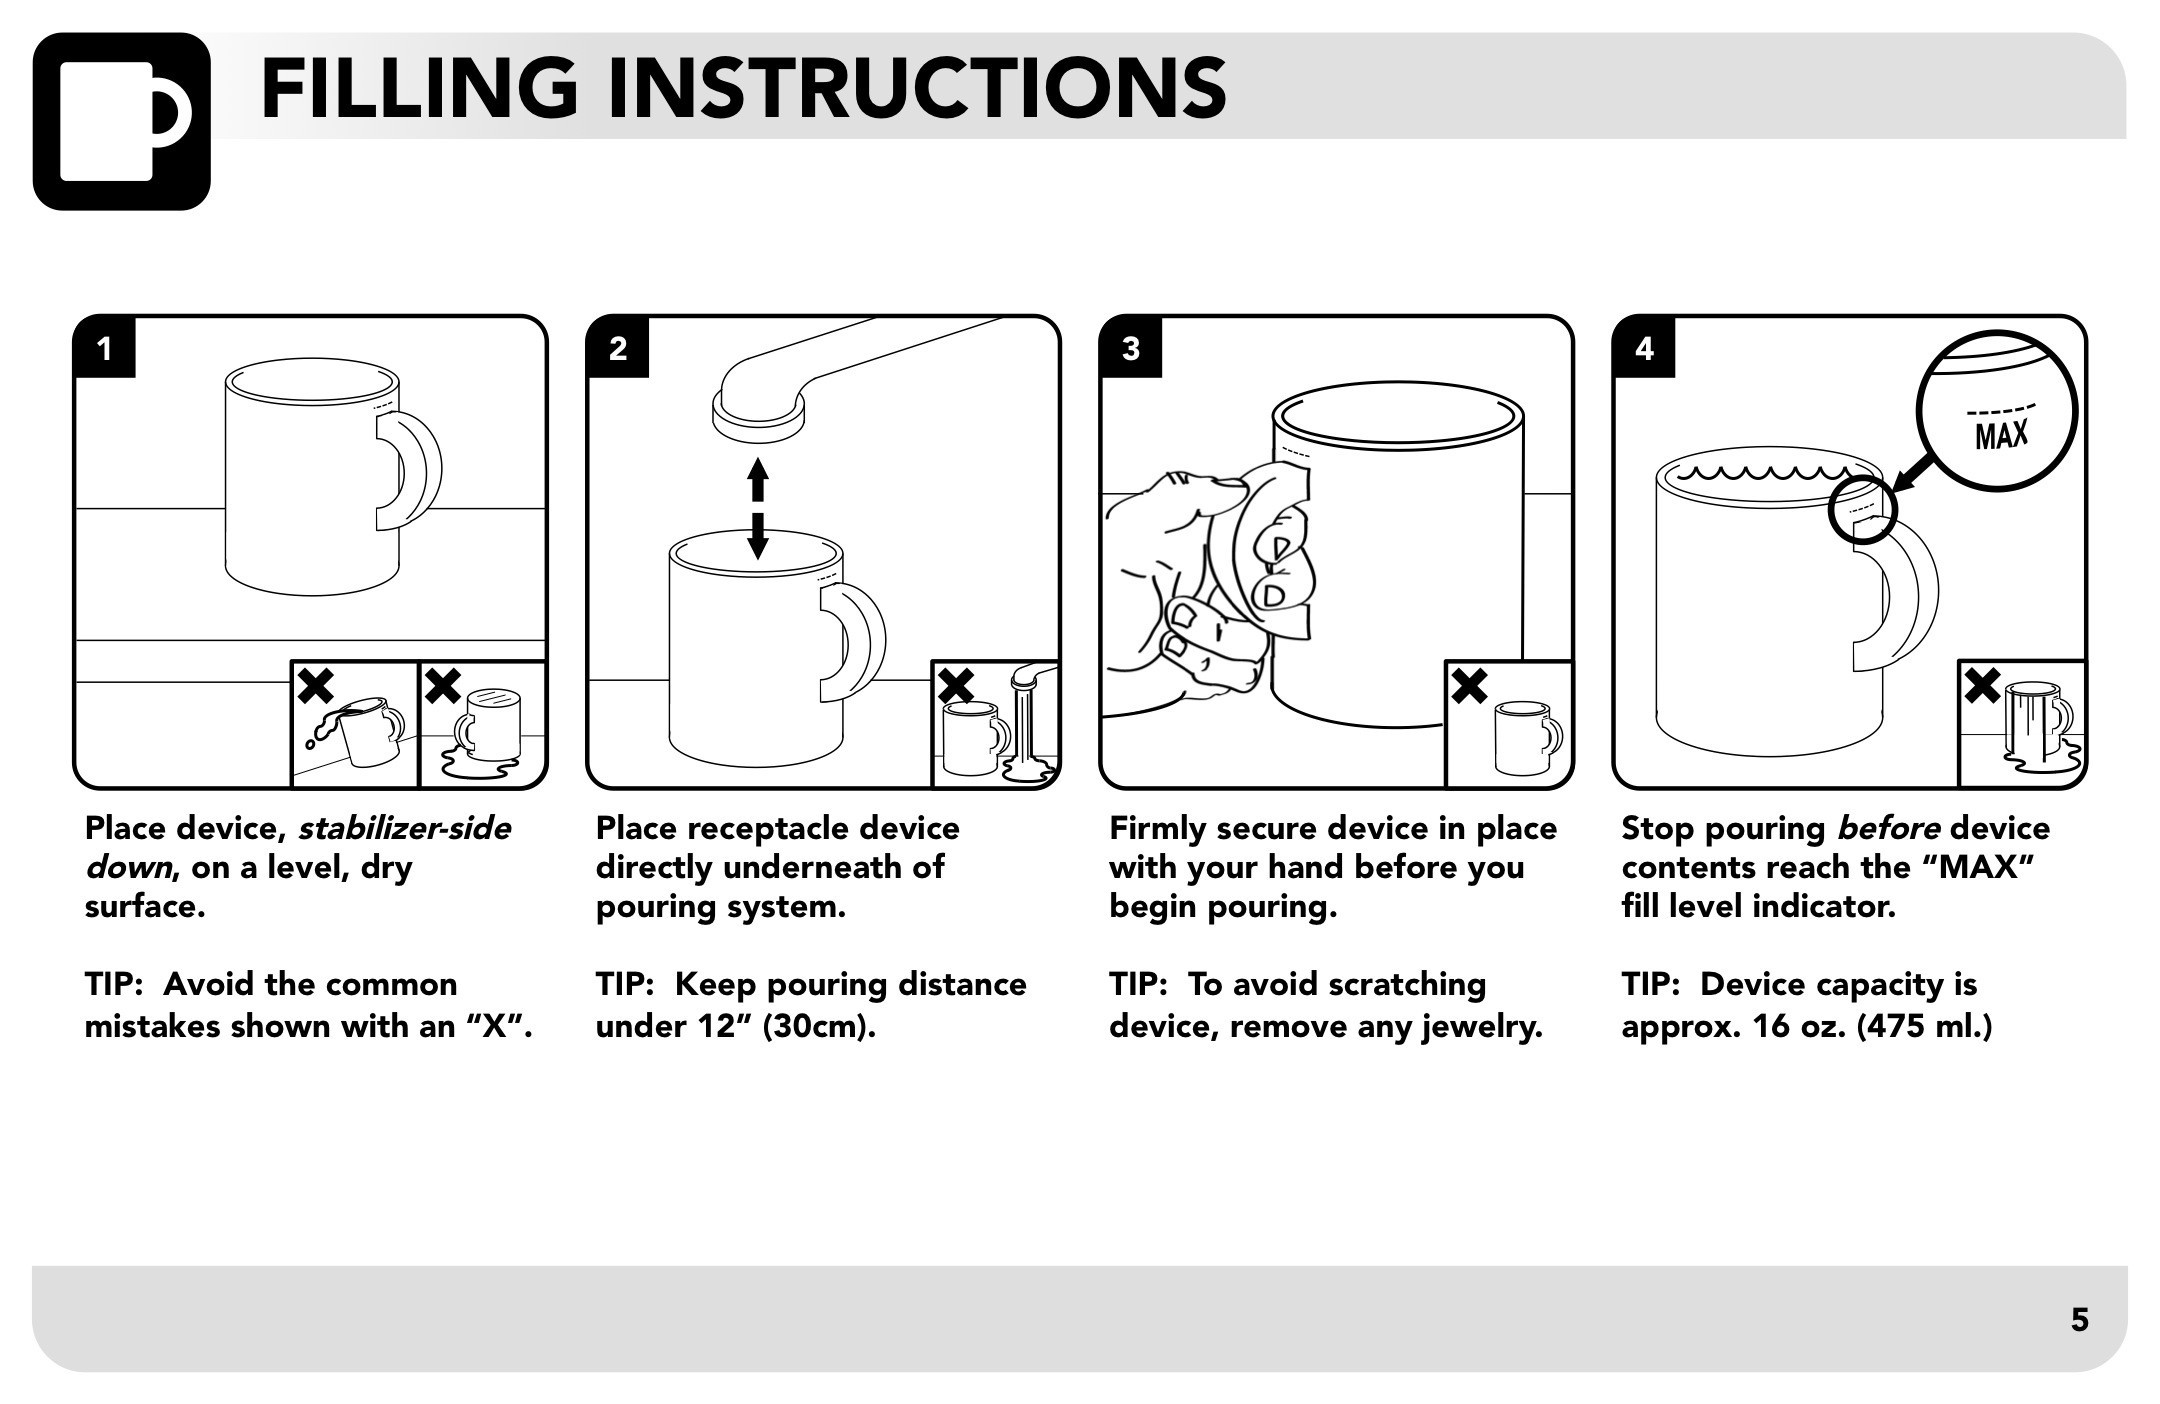 FILLING INSTRUCTIONS
1
Place device, stabilizer-side
down, on a level, dry
surface.
TIP:  Avoid the common
mistakes shown with an “X”.
2
Place receptacle device
directly underneath of
pouring system.
TIP:  Keep pouring distance
under 12” (30cm).
3
Firmly secure device in place
with your hand before you
begin pouring.
TIP:  To avoid scratching
device, remove any jewelry.
4
MAX
Stop pouring before device
contents reach the “MAX”
fill level indicator.
TIP:  Device capacity is
approx. 16 oz. (475 ml.)
5